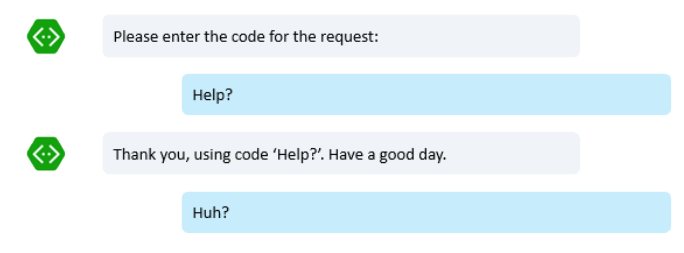 Please enter the code for the request:
Help?
Thank you, using code ‘Help?’. Have a good day.
Huh?